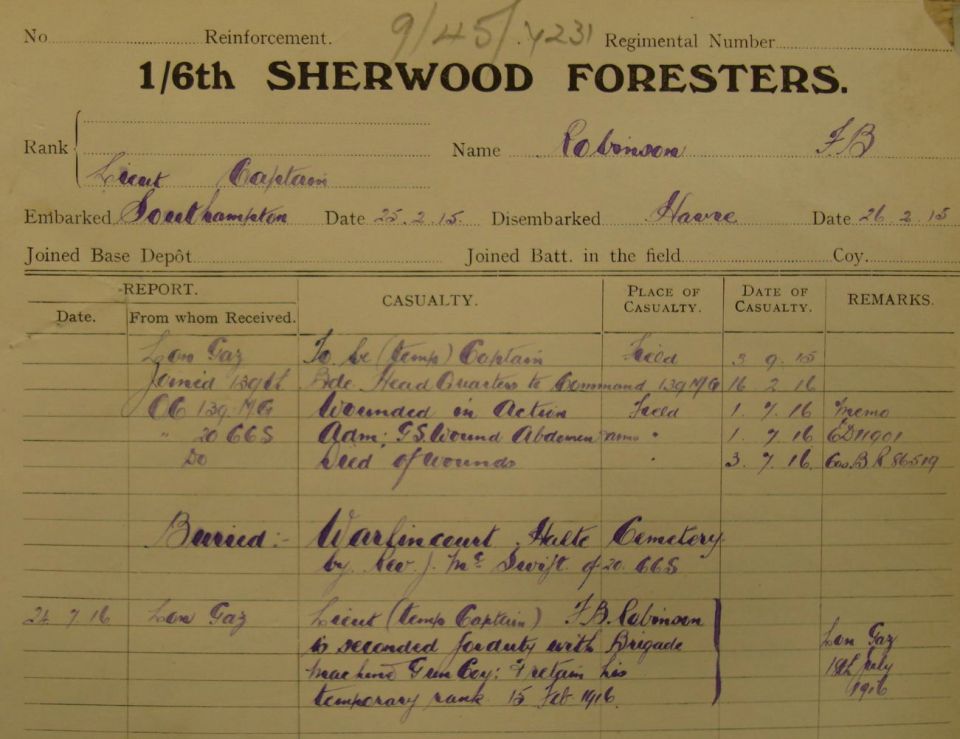 No Reinforcement. 9/45/4231 Regimental Number
1/6th SHERWOOD FORESTERS.
Rank Lieut Captain Name Robinson F B
Embarked Southampton Date 25.2.15. Disembarked Havre Date 26 2 15
Joined Base Depôt Joined Batt. in the field Coy.
REPORT. CASUALTY. PLACE OF CASUALTY. DATE OF CASUALTY. REMARKS.
Date. From whom Received.
Lon Gaz To be (temp) Captain Field 3 9 15
Joined 139th Bde. Head Quarters to Command 139 MG 16 2 16
OC 139 MG Wounded in Action Field 1. 7. 16 Memo
" 20 CCS Adm: G.S. Wound Abdomen " 1. 7. 16
Do Died of wounds " 3. 7. 16.
Buried:- Warlincourt Halte Cemetery
by Rev. J. Mc Swift of 20. CCS
24. 7. 16 Lon Gaz Lieut (temp Captain) F.B. Robinson
is seconded for duty with Brigade Lon Gaz
Machine Gun Coy: & retain his 18th July
temporary rank 15 Feb 1916. 1916